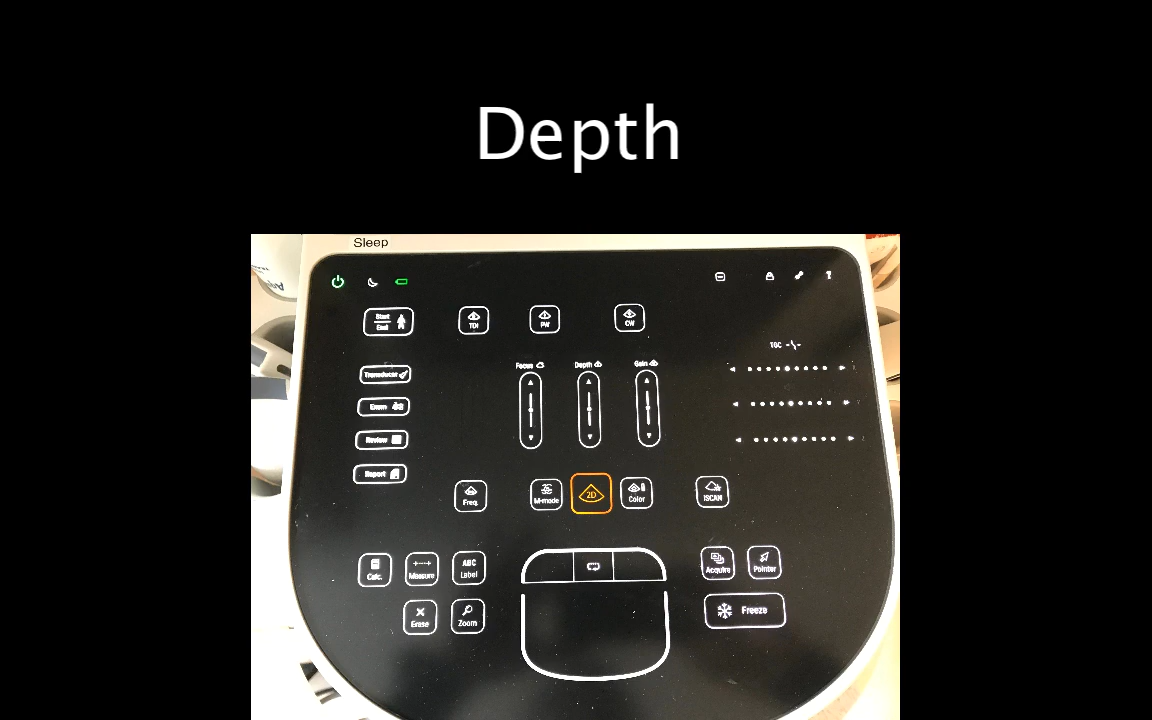 Depth
Sleep
Start
End
TDI
PW
CW
TGC
Focus
Depth
Gain
Transducer
Exam
Review
Report
Freq.
M-mode
2D
Color
iSCAN
Calc.
Measure
ABC
Label
Acquire
Pointer
Erase
Zoom
Freeze